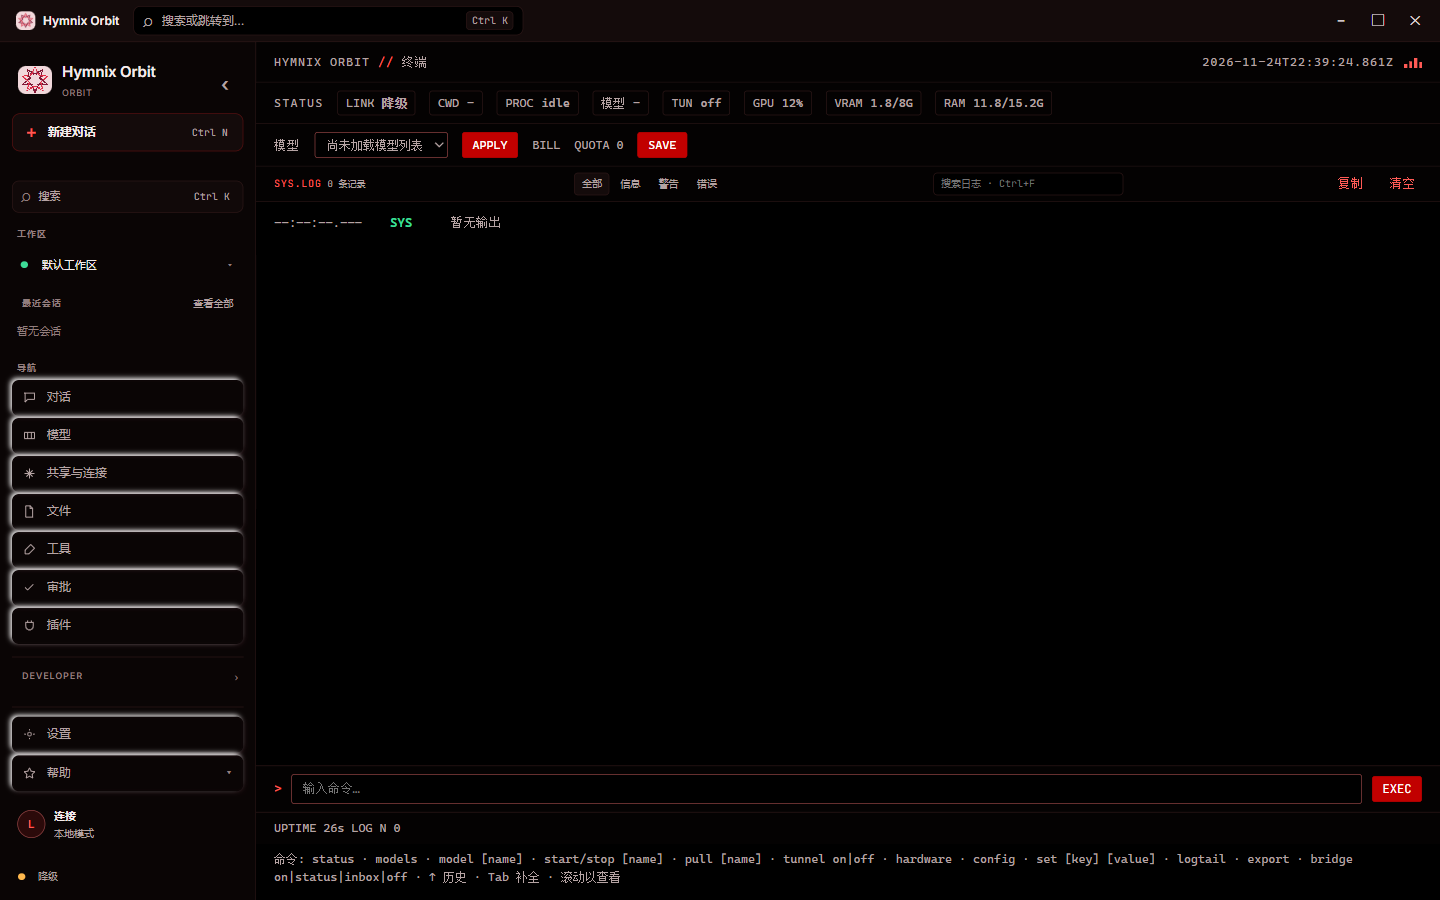 Hymnix Orbit
搜索或跳转到...
Ctrl K
Hymnix Orbit
ORBIT
新建对话 Ctrl N
搜索 Ctrl K
工作区
默认工作区
最近会话 查看全部
暂无会话
导航
对话
模型
共享与连接
文件
工具
审批
插件
DEVELOPER
设置
帮助
L
连接
本地模式
降级
HYMNIX ORBIT // 终端
2026-11-24T22:39:24.861Z
STATUS LINK 降级 CWD − PROC idle 模型 − TUN off GPU 12% VRAM 1.8/8G RAM 11.8/15.2G
模型 尚未加载模型列表 APPLY BILL QUOTA 0 SAVE
SYS.LOG 0 条记录 全部 信息 警告 错误 搜索日志 · Ctrl+F 复制 清空
--:--:--.--- SYS 暂无输出
> 输入命令… EXEC
UPTIME 26s LOG N 0
命令: status · models · model [name] · start/stop [name] · pull [name] · tunnel on|off · hardware · config · set [key] [value] · logtail · export · bridge
on|status|inbox|off · ↑ 历史 · Tab 补全 · 滚动以查看